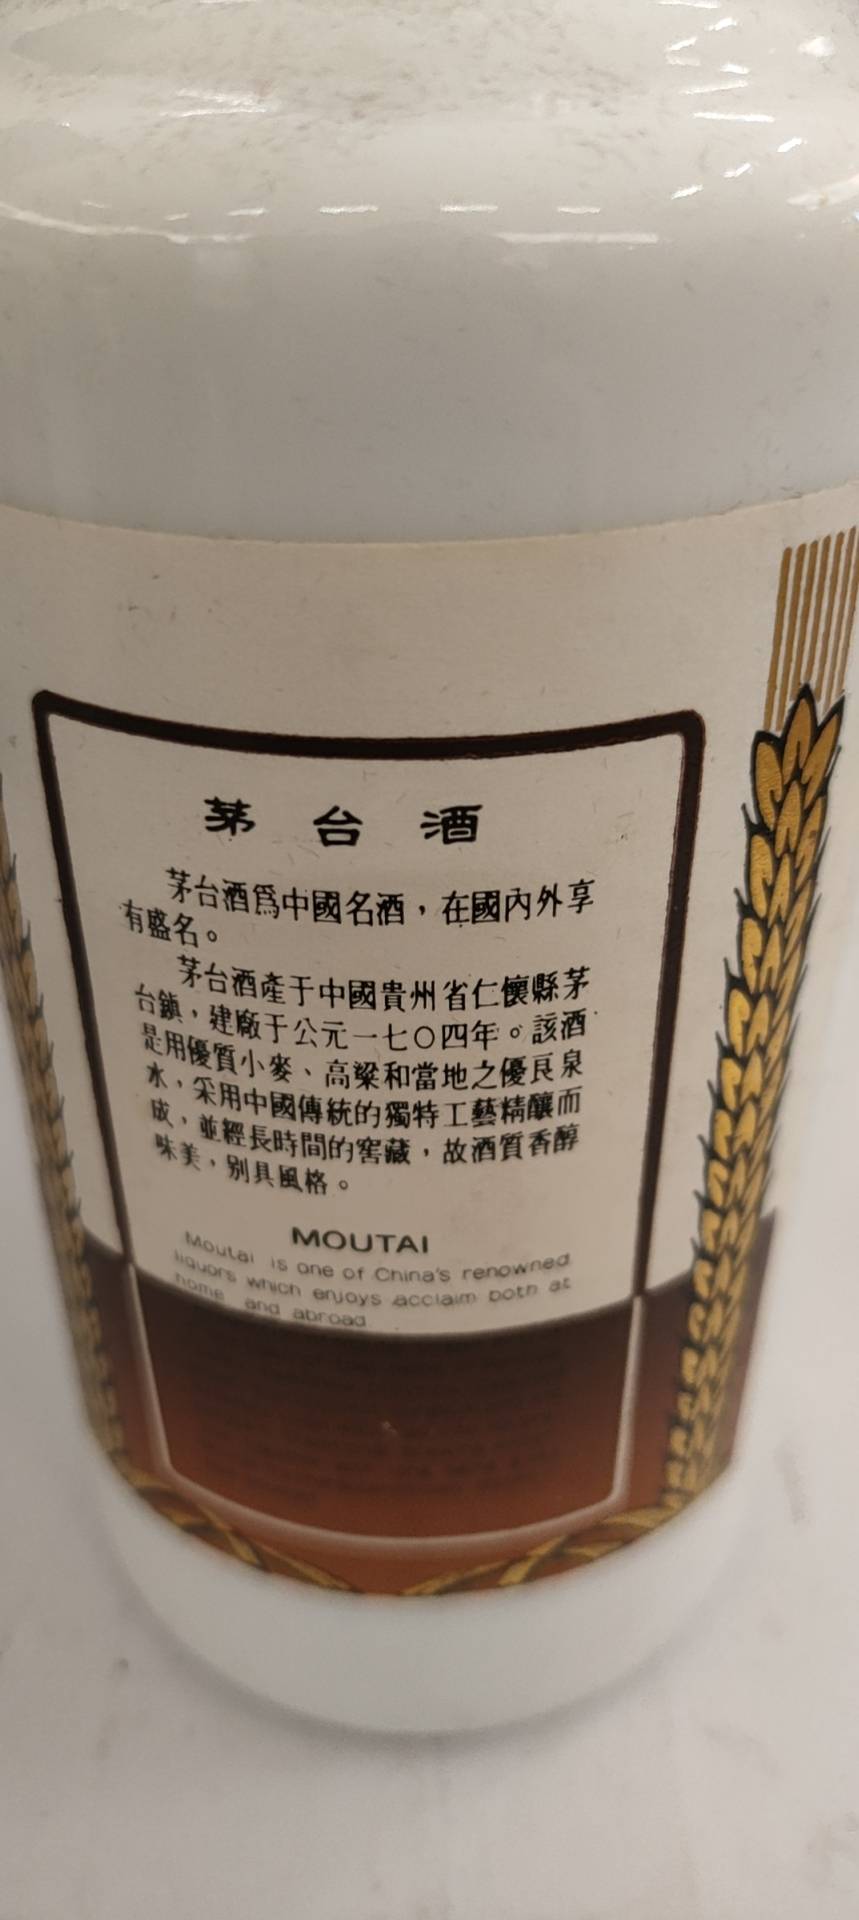 茅台酒
茅台酒爲中國名酒，在國內外享
有盛名。
茅台酒產于中國貴州省仁懷縣茅
台鎮，建廠于公元一七〇四年。該酒
是用優質小麥、高粱和當地之優良泉
水，采用中國傳統的獨特工藝精釀而
成，並經長時間的窖藏，故酒質香醇
味美，别具風格。
MOUTAI
Moutai is one of China's renowned
liquors which enjoys acclaim both at
home and abroad